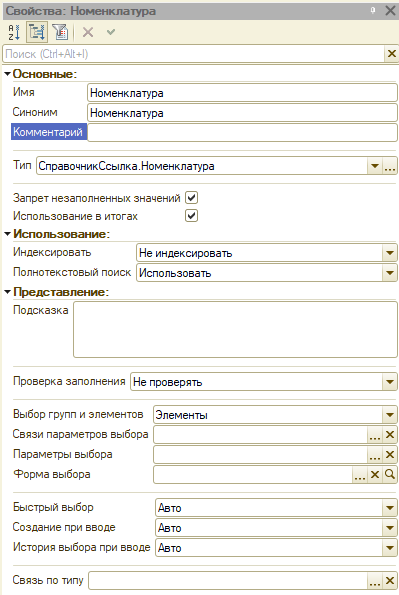 Свойства: Номенклатура
Поиск (Ctrl+Alt+I)
Основные:
Имя Номенклатура
Синоним Номенклатура
Комментарий
Тип СправочникСсылка.Номенклатура ...
Запрет незаполненных значений
Использование в итогах
Использование:
Индексировать Не индексировать
Полнотекстовый поиск Использовать
Представление:
Подсказка
Проверка заполнения Не проверять
Выбор групп и элементов Элементы
Связи параметров выбора ...
Параметры выбора ...
Форма выбора ...
Быстрый выбор Авто
Создание при вводе Авто
История выбора при вводе Авто
Связь по типу ...